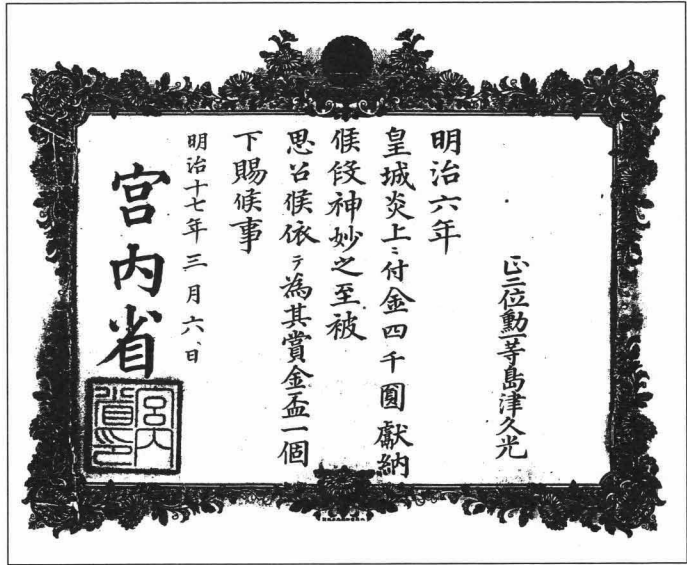 正二位勳一等島津久光
明治六年
皇城炎上ニ付金四千圓獻納
候段神妙之至被
思召候依テ為其賞金盃一個
下賜候事
明治十七年三月六日
宮内省
宮内省印